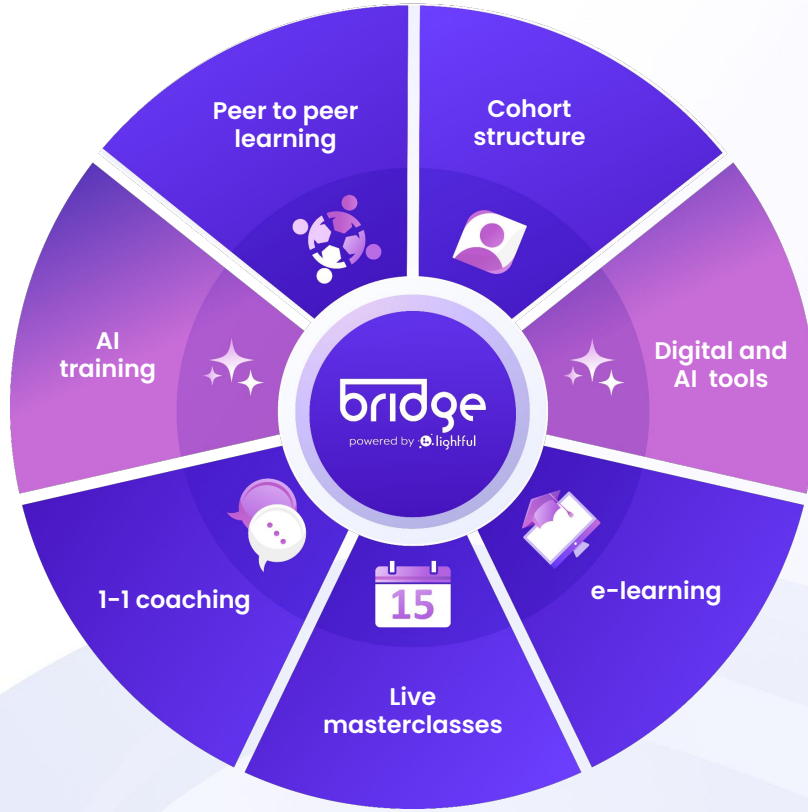 Peer to peer
learning
Cohort
structure
AI
training
Digital and
AI tools
bridge
powered by lightful
15
1-1 coaching
e-learning
Live
masterclasses